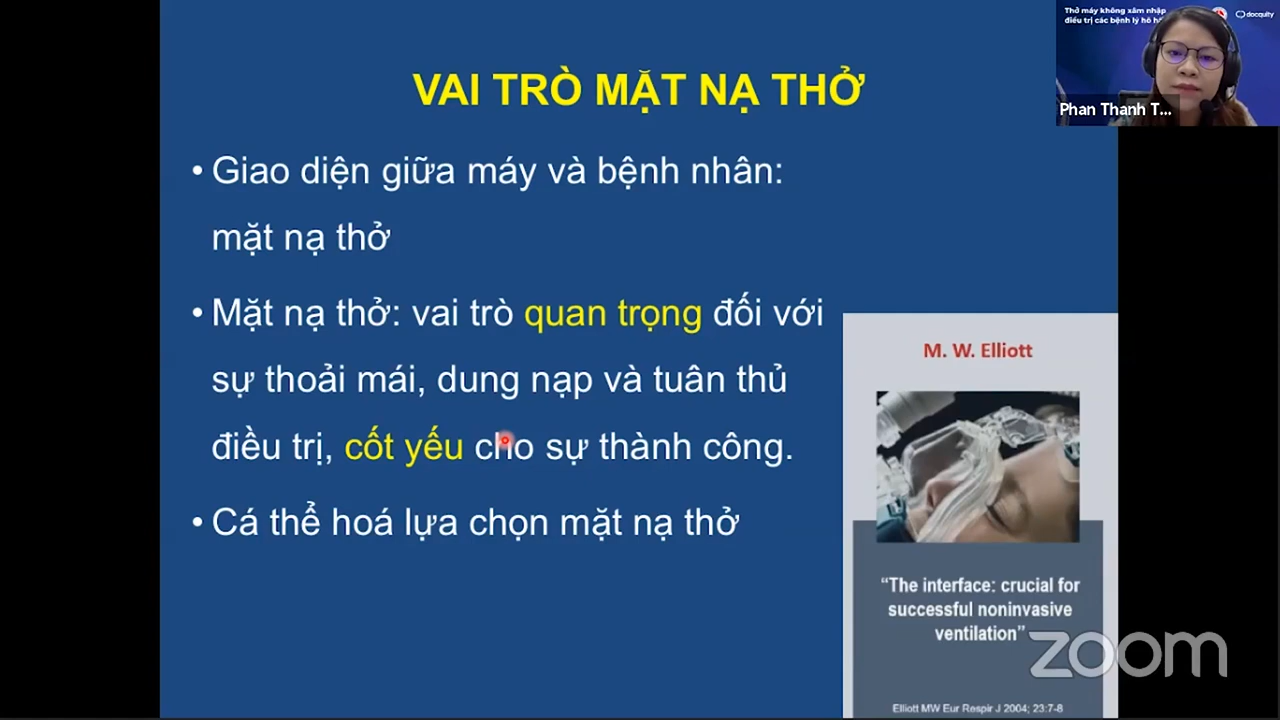 VAI TRÒ MẶT NẠ THỞ
• Giao diện giữa máy và bệnh nhân:
mặt nạ thở
• Mặt nạ thở: vai trò quan trọng đối với
sự thoải mái, dung nạp và tuân thủ
điều trị, cốt yếu cho sự thành công.
• Cá thể hoá lựa chọn mặt nạ thở
M. W. Elliott
“The interface: crucial for
successful noninvasive
ventilation”
Elliott MW Eur Respir J 2004; 23:7-8
Thở máy không xâm nhập
điều trị các bệnh lý hô
docquity
Phan Thanh T...
zoom